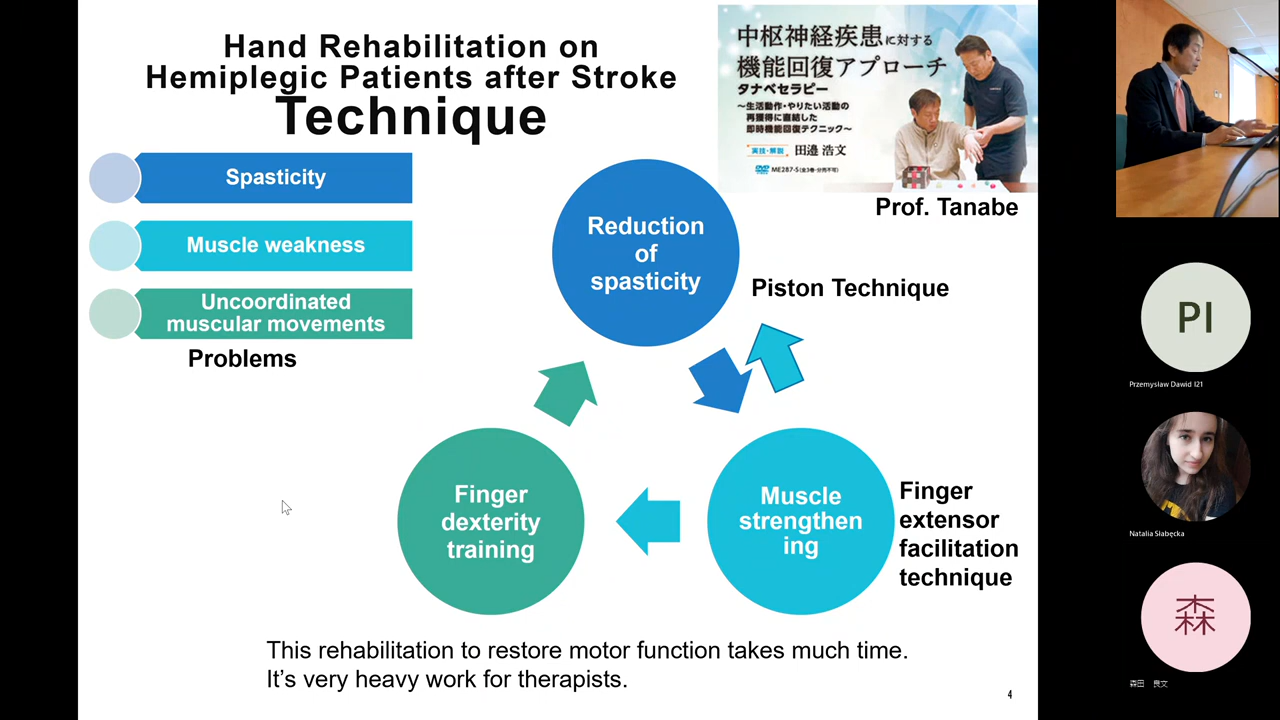 Hand Rehabilitation on
Hemiplegic Patients after Stroke
Technique
Spasticity
Muscle weakness
Uncoordinated
muscular movements
Problems
中枢神経疾患に対する
機能回復アプローチ
タナベセラピー
～生活動作・やりたい活動の
再獲得に直結した
即時機能回復テクニック～
実技・解説 田邉 浩文
DVD ME287-S(全3巻・分売不可)
Prof. Tanabe
Reduction
of
spasticity
Piston Technique
Finger
dexterity
training
Muscle
strengthen
ing
Finger
extensor
facilitation
technique
This rehabilitation to restore motor function takes much time.
It’s very heavy work for therapists.
4
PI
Przemysław Dawid I21
Natalia Słabęcka
森
森田 良文